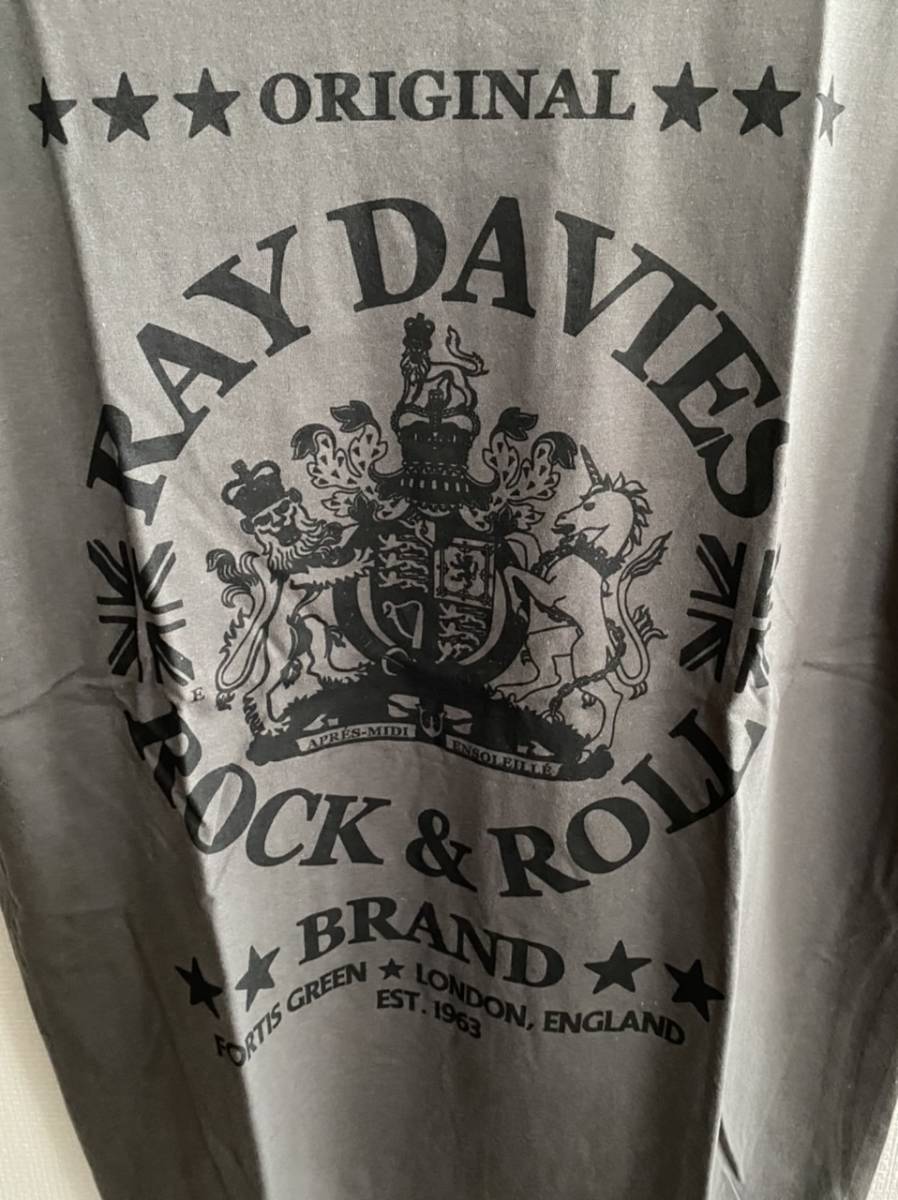 ORIGINAL
RAY DAVIES
E
APRÈS-MIDI ENSOLEILLÉ
ROCK & ROLL
BRAND
FORTIS GREEN ★ LONDON, ENGLAND
EST. 1963